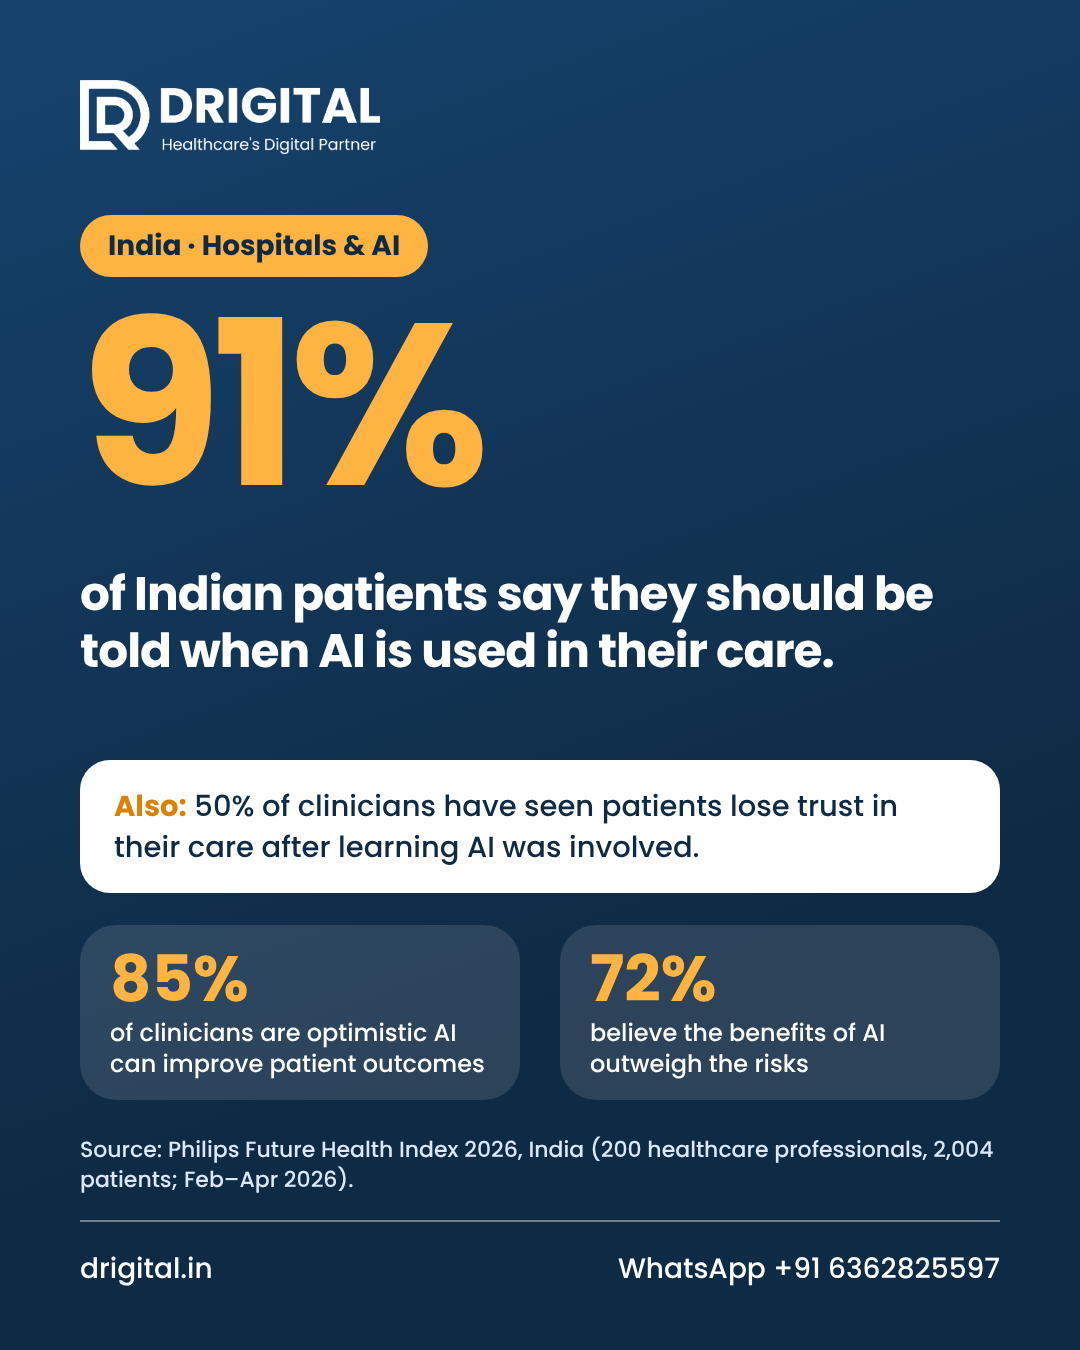 DRIGITAL
Healthcare's Digital Partner
India · Hospitals & AI
91%
of Indian patients say they should be
told when AI is used in their care.
Also: 50% of clinicians have seen patients lose trust in
their care after learning AI was involved.
85%
of clinicians are optimistic AI
can improve patient outcomes
72%
believe the benefits of AI
outweigh the risks
Source: Philips Future Health Index 2026, India (200 healthcare professionals, 2,004
patients; Feb–Apr 2026).
drigital.in
WhatsApp +91 6362825597